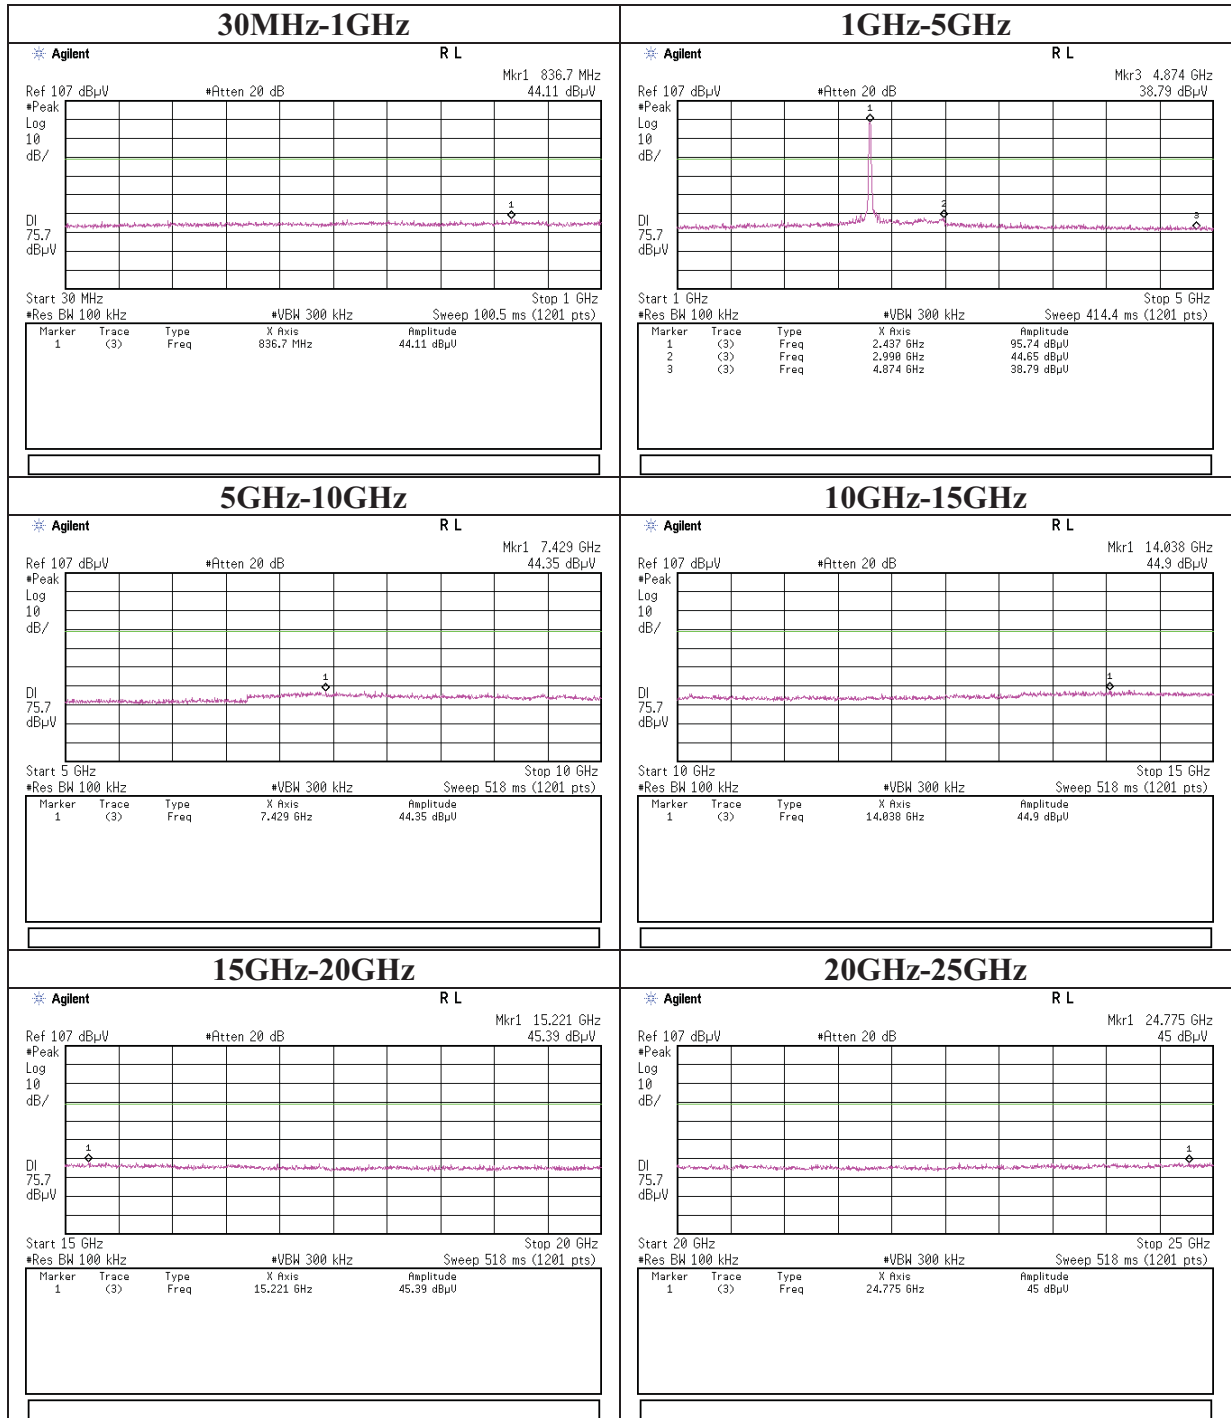 30MHz-1GHz
Agilent R L
Mkr1 836.7 MHz
Ref 107 dBµV #Atten 20 dB 44.11 dBµV
#Peak
Log
10
dB/
1
DI
75.7
dBµV
Start 30 MHz Stop 1 GHz
#Res BW 100 kHz #VBW 300 kHz Sweep 100.5 ms (1201 pts)
Marker Trace Type X Axis Amplitude
1 (3) Freq 836.7 MHz 44.11 dBµV
1GHz-5GHz
Agilent R L
Mkr3 4.874 GHz
Ref 107 dBµV #Atten 20 dB 38.79 dBµV
#Peak
Log
10
dB/
1
2
3
DI
75.7
dBµV
Start 1 GHz Stop 5 GHz
#Res BW 100 kHz #VBW 300 kHz Sweep 414.4 ms (1201 pts)
Marker Trace Type X Axis Amplitude
1 (3) Freq 2.437 GHz 95.74 dBµV
2 (3) Freq 2.990 GHz 44.65 dBµV
3 (3) Freq 4.874 GHz 38.79 dBµV
5GHz-10GHz
Agilent R L
Mkr1 7.429 GHz
Ref 107 dBµV #Atten 20 dB 44.35 dBµV
#Peak
Log
10
dB/
1
DI
75.7
dBµV
Start 5 GHz Stop 10 GHz
#Res BW 100 kHz #VBW 300 kHz Sweep 518 ms (1201 pts)
Marker Trace Type X Axis Amplitude
1 (3) Freq 7.429 GHz 44.35 dBµV
10GHz-15GHz
Agilent R L
Mkr1 14.038 GHz
Ref 107 dBµV #Atten 20 dB 44.9 dBµV
#Peak
Log
10
dB/
1
DI
75.7
dBµV
Start 10 GHz Stop 15 GHz
#Res BW 100 kHz #VBW 300 kHz Sweep 518 ms (1201 pts)
Marker Trace Type X Axis Amplitude
1 (3) Freq 14.038 GHz 44.9 dBµV
15GHz-20GHz
Agilent R L
Mkr1 15.221 GHz
Ref 107 dBµV #Atten 20 dB 45.39 dBµV
#Peak
Log
10
dB/
1
DI
75.7
dBµV
Start 15 GHz Stop 20 GHz
#Res BW 100 kHz #VBW 300 kHz Sweep 518 ms (1201 pts)
Marker Trace Type X Axis Amplitude
1 (3) Freq 15.221 GHz 45.39 dBµV
20GHz-25GHz
Agilent R L
Mkr1 24.775 GHz
Ref 107 dBµV #Atten 20 dB 45 dBµV
#Peak
Log
10
dB/
1
DI
75.7
dBµV
Start 20 GHz Stop 25 GHz
#Res BW 100 kHz #VBW 300 kHz Sweep 518 ms (1201 pts)
Marker Trace Type X Axis Amplitude
1 (3) Freq 24.775 GHz 45 dBµV